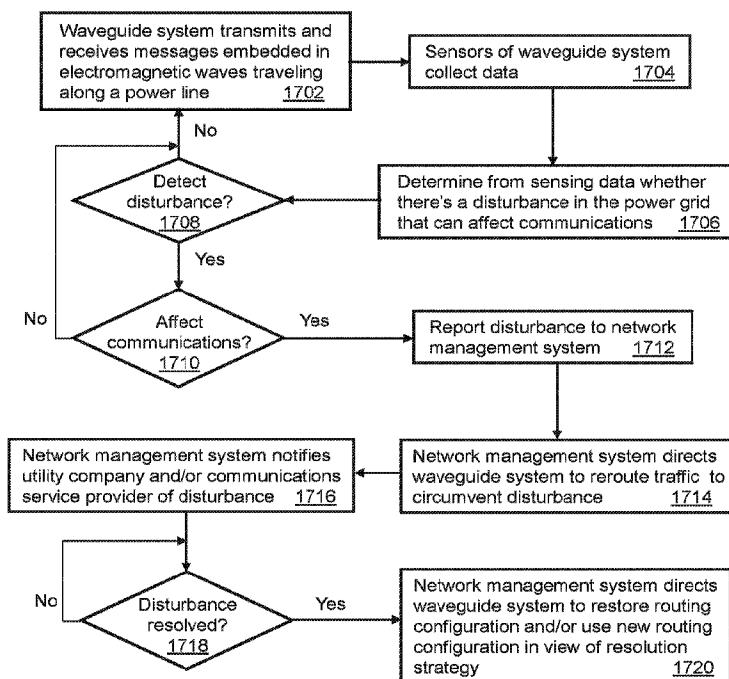 Waveguide system transmits and
receives messages embedded in
electromagnetic waves traveling
along a power line 1702
Sensors of waveguide system
collect data 1704
No
Detect
disturbance?
1708
Determine from sensing data whether
there's a disturbance in the power grid
that can affect communications 1706
Yes
No
Affect
communications?
1710
Yes
Report disturbance to network
management system 1712
Network management system notifies
utility company and/or communications
service provider of disturbance 1716
Network management system directs
waveguide system to reroute traffic to
circumvent disturbance 1714
No
Disturbance
resolved?
1718
Yes
Network management system directs
waveguide system to restore routing
configuration and/or use new routing
configuration in view of resolution
strategy 1720